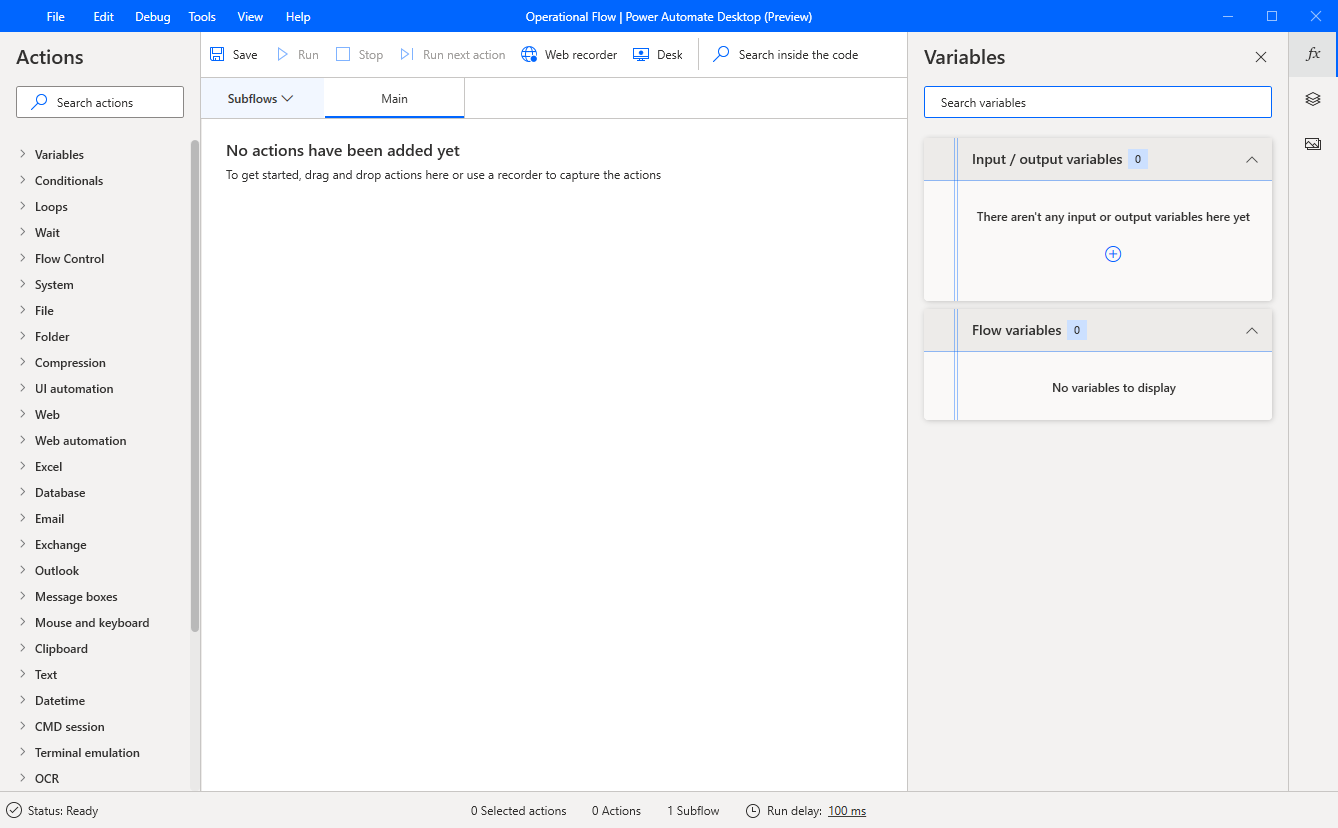 File Edit Debug Tools View Help Operational Flow | Power Automate Desktop (Preview)
Actions
Search actions
Variables
Conditionals
Loops
Wait
Flow Control
System
File
Folder
Compression
UI automation
Web
Web automation
Excel
Database
Email
Exchange
Outlook
Message boxes
Mouse and keyboard
Clipboard
Text
Datetime
CMD session
Terminal emulation
OCR
Save Run Stop Run next action Web recorder Desk Search inside the code
Subflows Main
No actions have been added yet
To get started, drag and drop actions here or use a recorder to capture the actions
Variables
Search variables
Input / output variables 0
There aren't any input or output variables here yet
Flow variables 0
No variables to display
fx
Status: Ready 0 Selected actions 0 Actions 1 Subflow Run delay: 100 ms